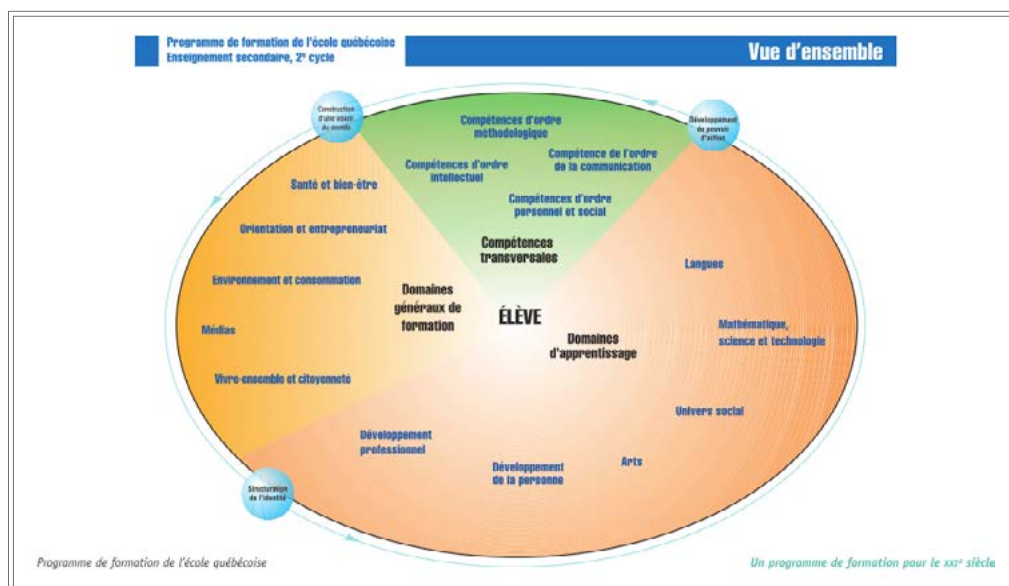 Programme de formation de l'école québécoise
Enseignement secondaire, 2e cycle
Vue d'ensemble
Construction
d'une vision
du monde
Développement
du pouvoir
d'action
Compétences d'ordre
méthodologique
Compétence de l'ordre
de la communication
Compétences d'ordre
intellectuel
Compétences d'ordre
personnel et social
Compétences
transversales
Santé et bien-être
Orientation et entrepreneuriat
Environnement et consommation
Médias
Vivre-ensemble et citoyenneté
Domaines
généraux de
formation
ÉLÈVE
Domaines
d'apprentissage
Langues
Mathématique,
science et technologie
Univers social
Arts
Développement
de la personne
Développement
professionnel
Structuration
de l'identité
Programme de formation de l'école québécoise
Un programme de formation pour le XXIe siècle